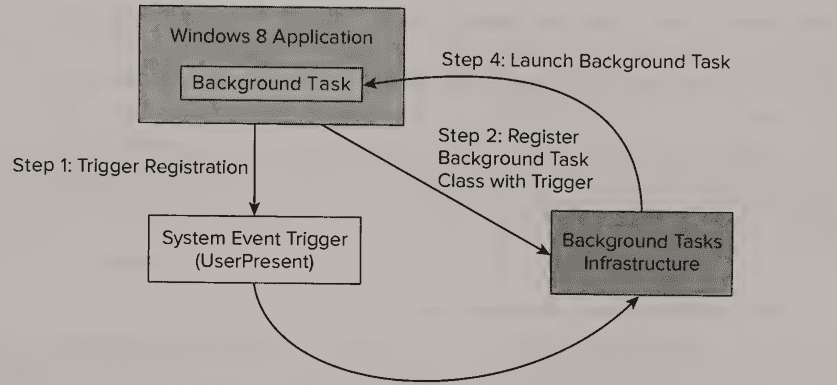 Windows 8 Application
Background Task
Step 4: Launch Background Task
Step 1: Trigger Registration
Step 2: Register
Background Task
Class with Trigger
System Event Trigger
(UserPresent)
Background Tasks
Infrastructure